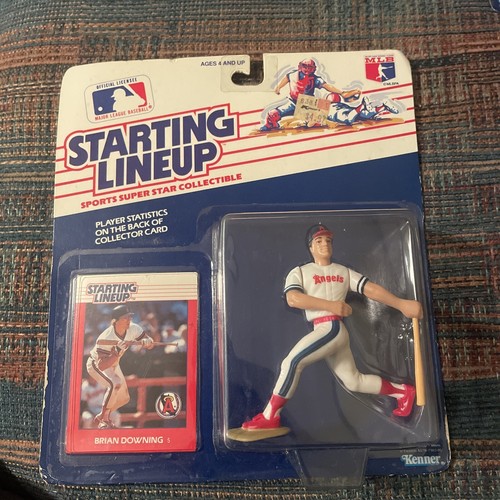 AGES 4 AND UP
OFFICIAL LICENSEE
MAJOR LEAGUE BASEBALL
MLB
STARTING
LINEUP
SPORTS SUPER STAR COLLECTIBLE
PLAYER STATISTICS
ON THE BACK OF
COLLECTOR CARD
STARTING
LINEUP
Angels
BRIAN DOWNING
Kenner